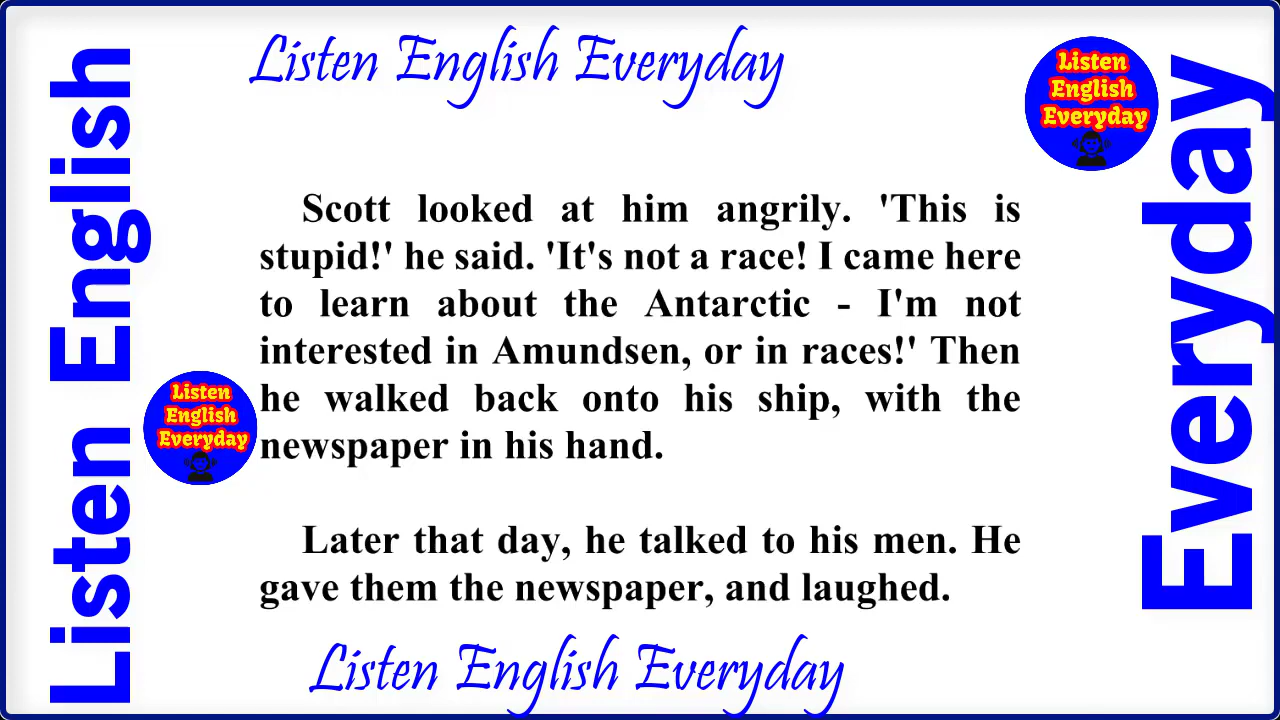 Listen English Everyday
Listen
English
Everyday
Listen English
Everyday
Scott looked at him angrily. 'This is
stupid!' he said. 'It's not a race! I came here
to learn about the Antarctic - I'm not
interested in Amundsen, or in races!' Then
he walked back onto his ship, with the
newspaper in his hand.
Listen
English
Everyday
Later that day, he talked to his men. He
gave them the newspaper, and laughed.
Listen English Everyday